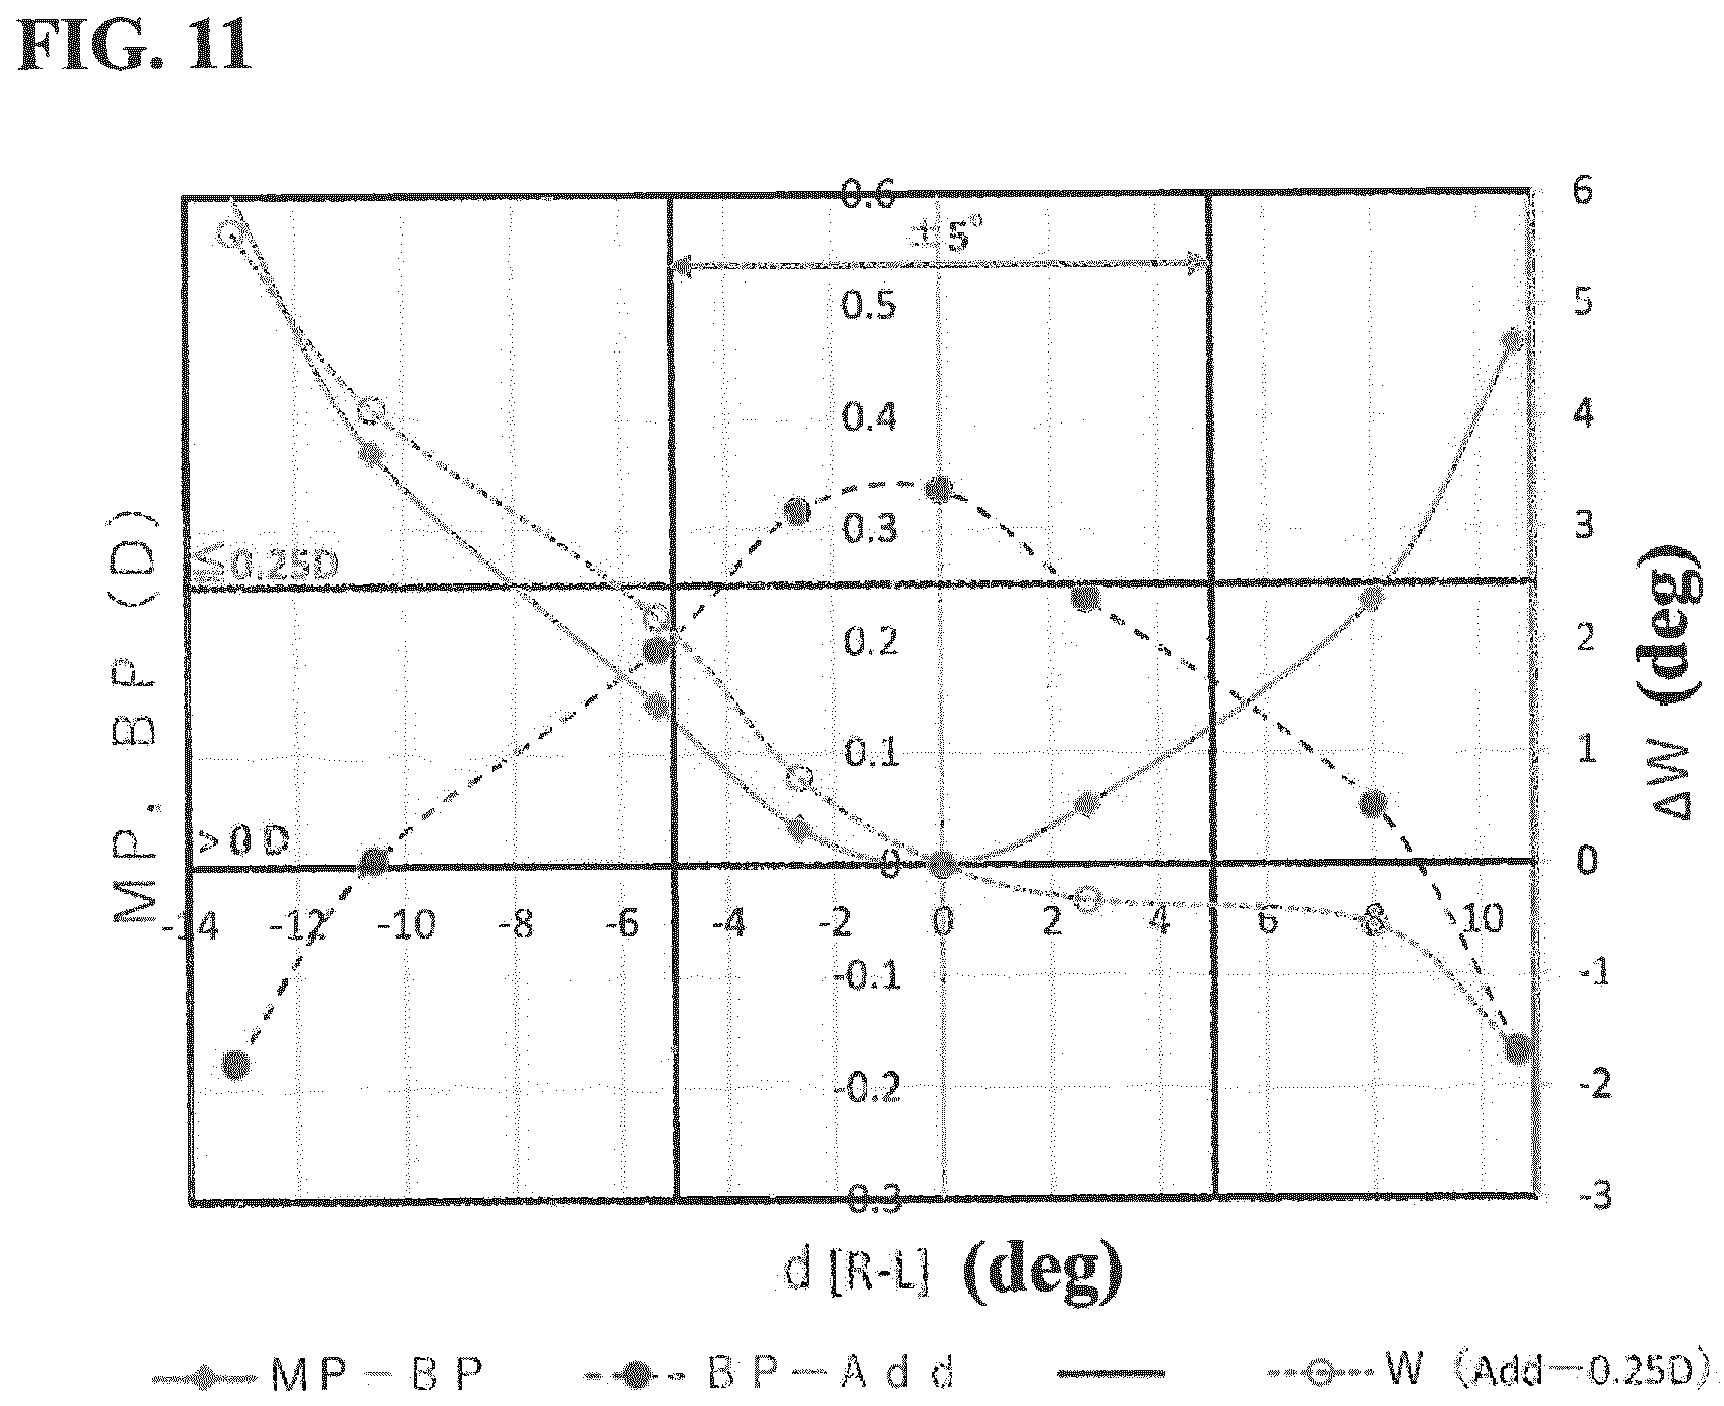 FIG. 11
0.6 6
±5°
0.5 5
0.4 4
0.3 3
≦0.25D
0.2 2
0.1 1
>0D
0 0
-14 -12 -10 -8 -6 -4 -2 0 2 4 6 8 10
-0.1 -1
-0.2 -2
-0.3 -3
MP, BP (D)
ΔW (deg)
d [R-L] (deg)
MP－BP BP－Add W (Add－0.25D)